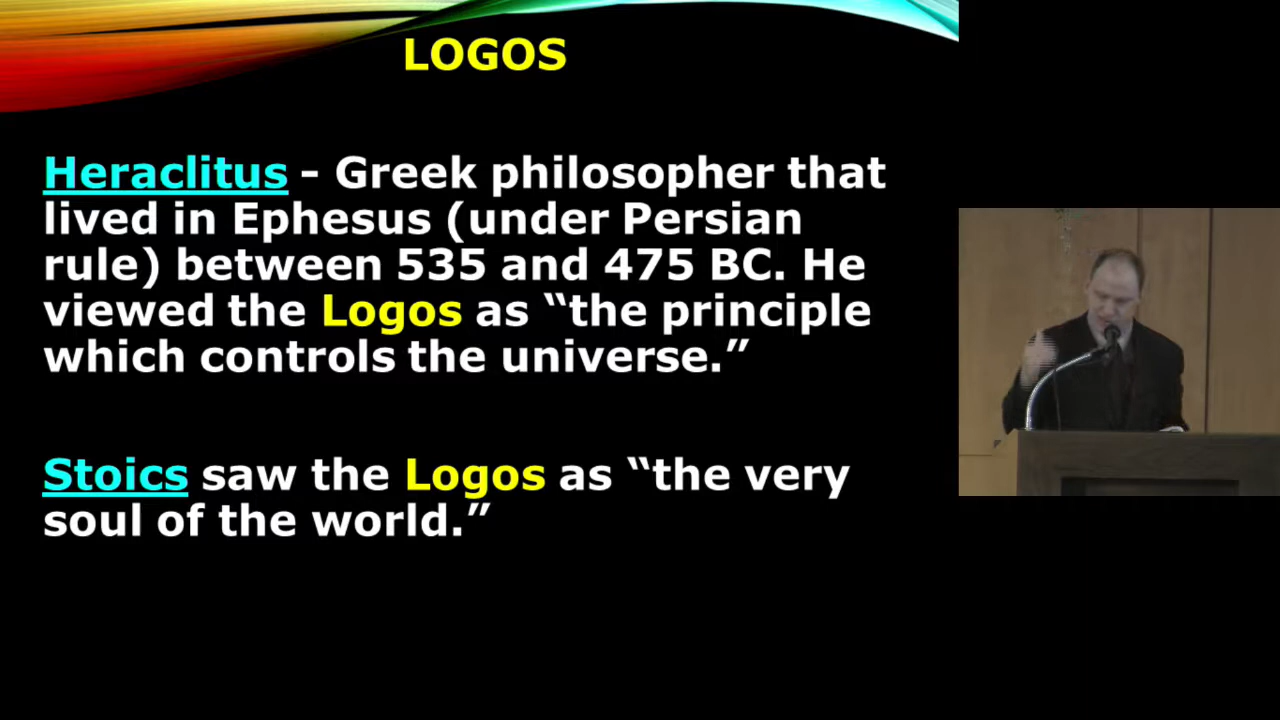 LOGOS
Heraclitus - Greek philosopher that
lived in Ephesus (under Persian
rule) between 535 and 475 BC. He
viewed the Logos as “the principle
which controls the universe.”
Stoics saw the Logos as “the very
soul of the world.”